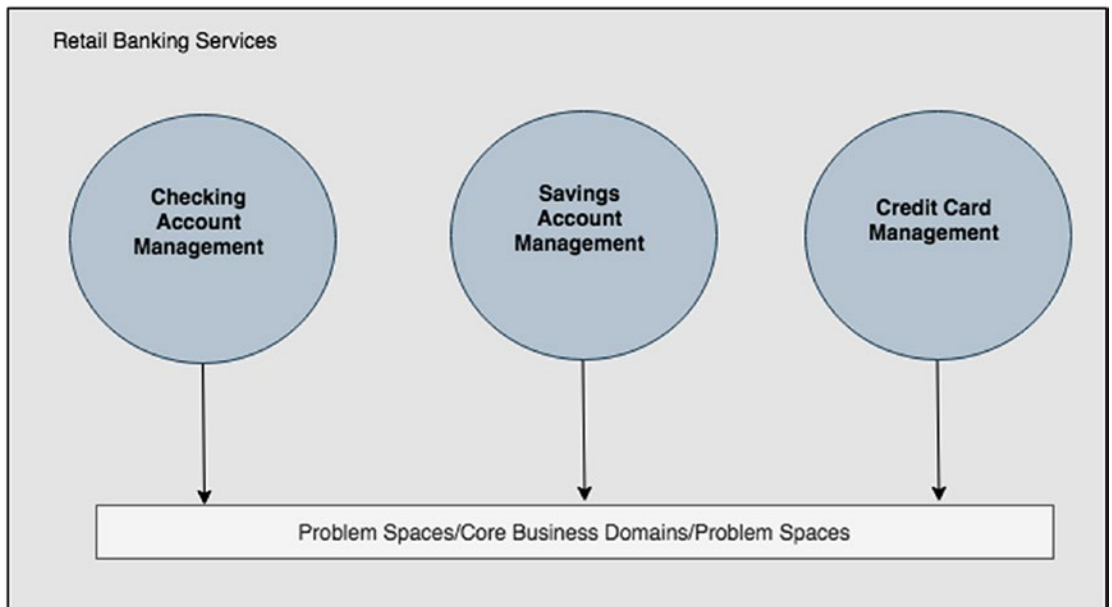 Retail Banking Services
Checking
Account
Management
Savings
Account
Management
Credit Card
Management
Problem Spaces/Core Business Domains/Problem Spaces